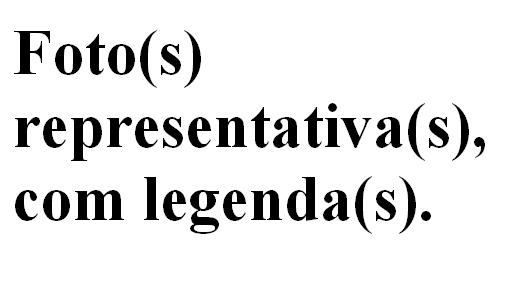 Foto(s)
representativa(s),
com legenda(s).